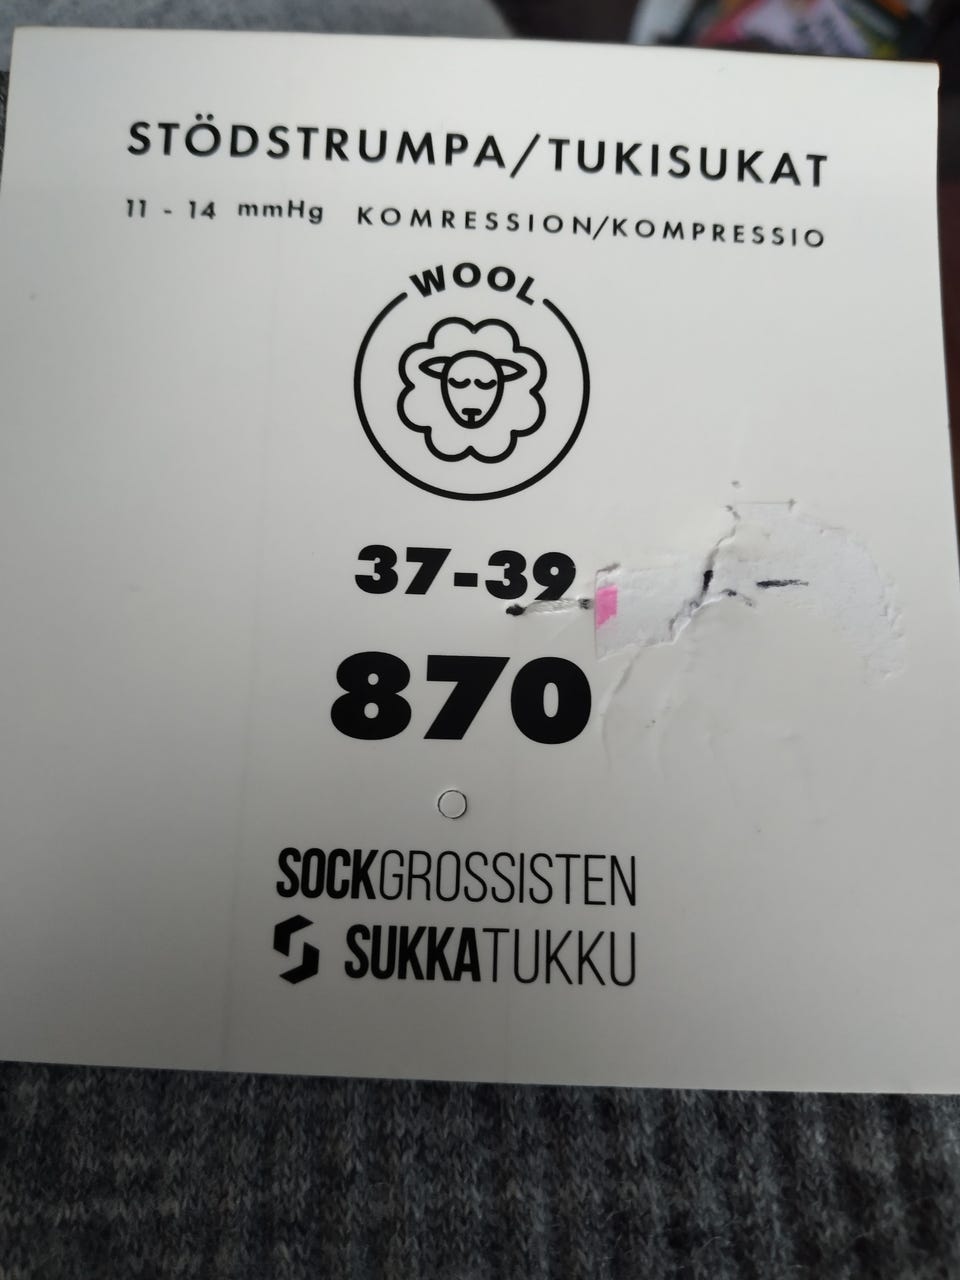 STÖDSTRUMPA/TUKISUKAT
11 - 14 mmHg KOMRESSION/KOMPRESSIO
WOOL
37-39
870
SOCKGROSSISTEN
SUKKATUKKU